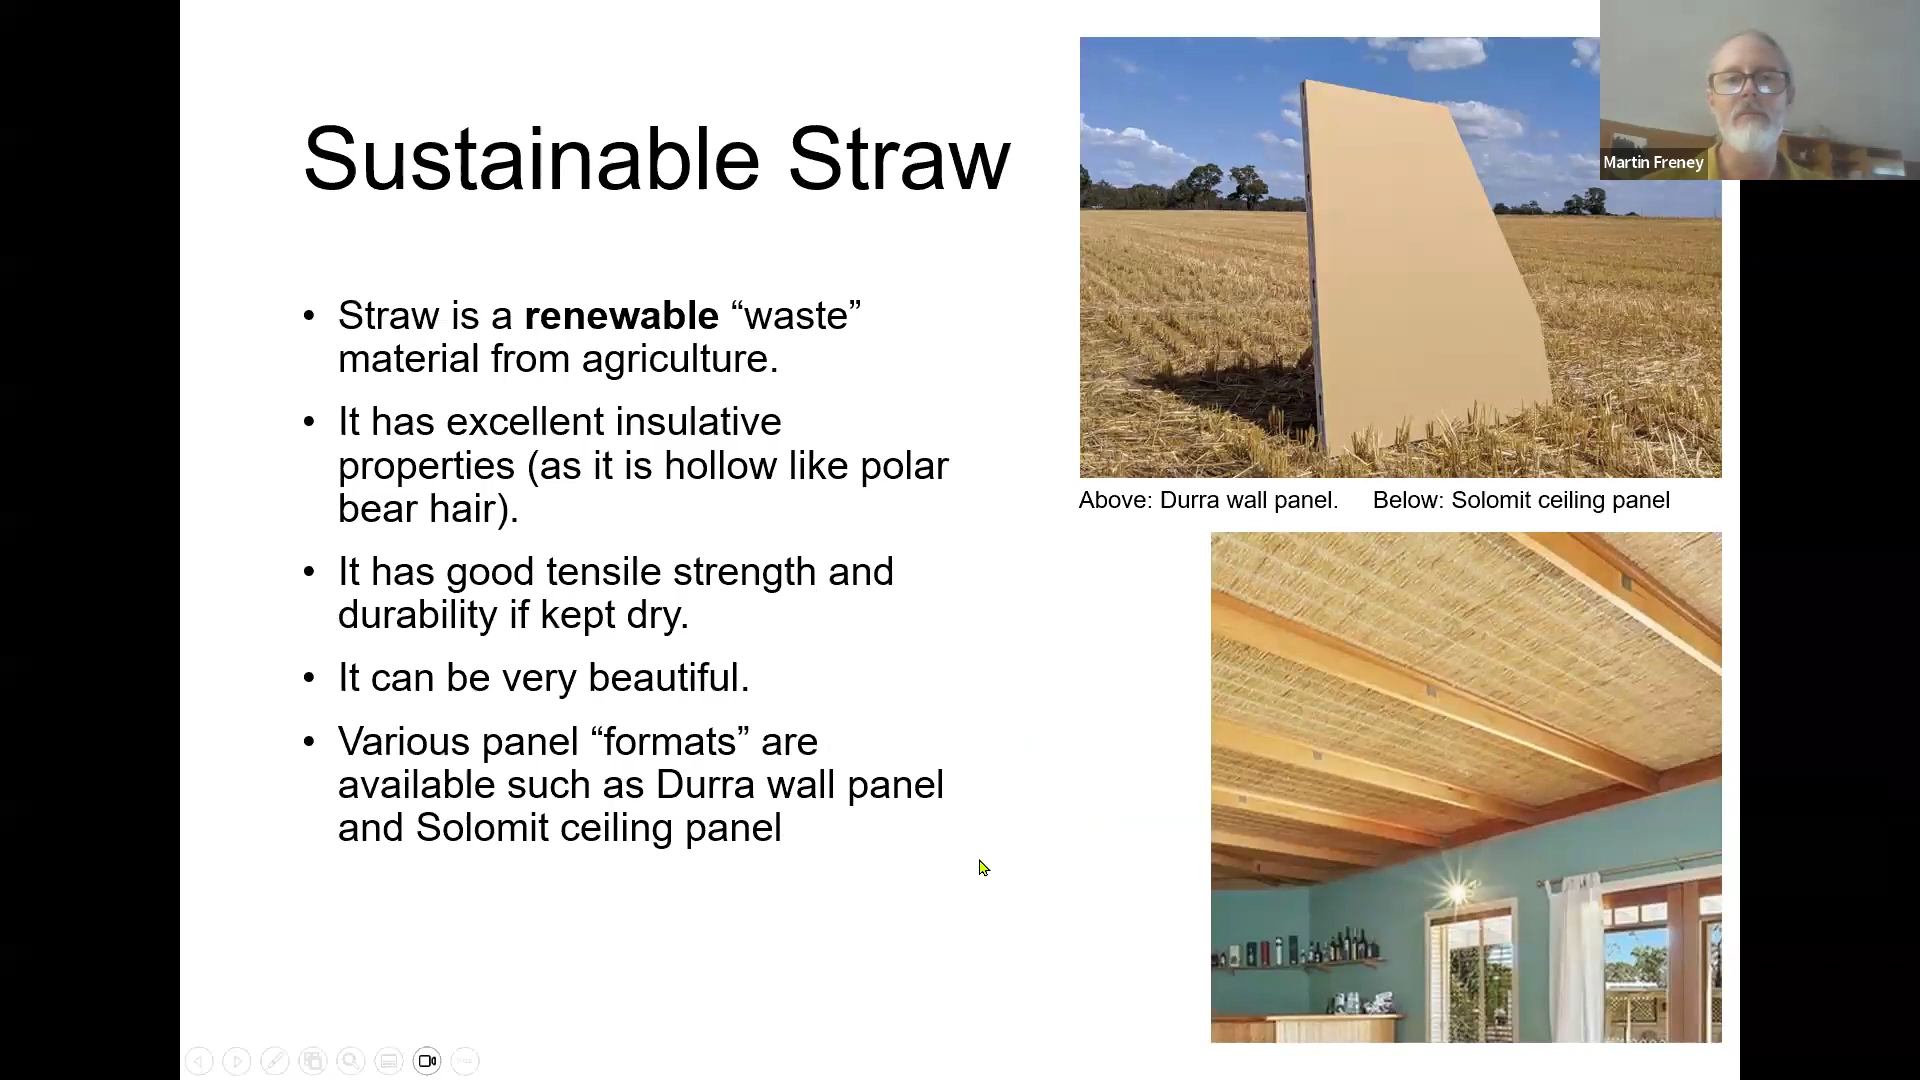 Sustainable Straw
• Straw is a renewable “waste”
material from agriculture.
• It has excellent insulative
properties (as it is hollow like polar
bear hair).
• It has good tensile strength and
durability if kept dry.
• It can be very beautiful.
• Various panel “formats” are
available such as Durra wall panel
and Solomit ceiling panel
Martin Freney
Above: Durra wall panel. Below: Solomit ceiling panel